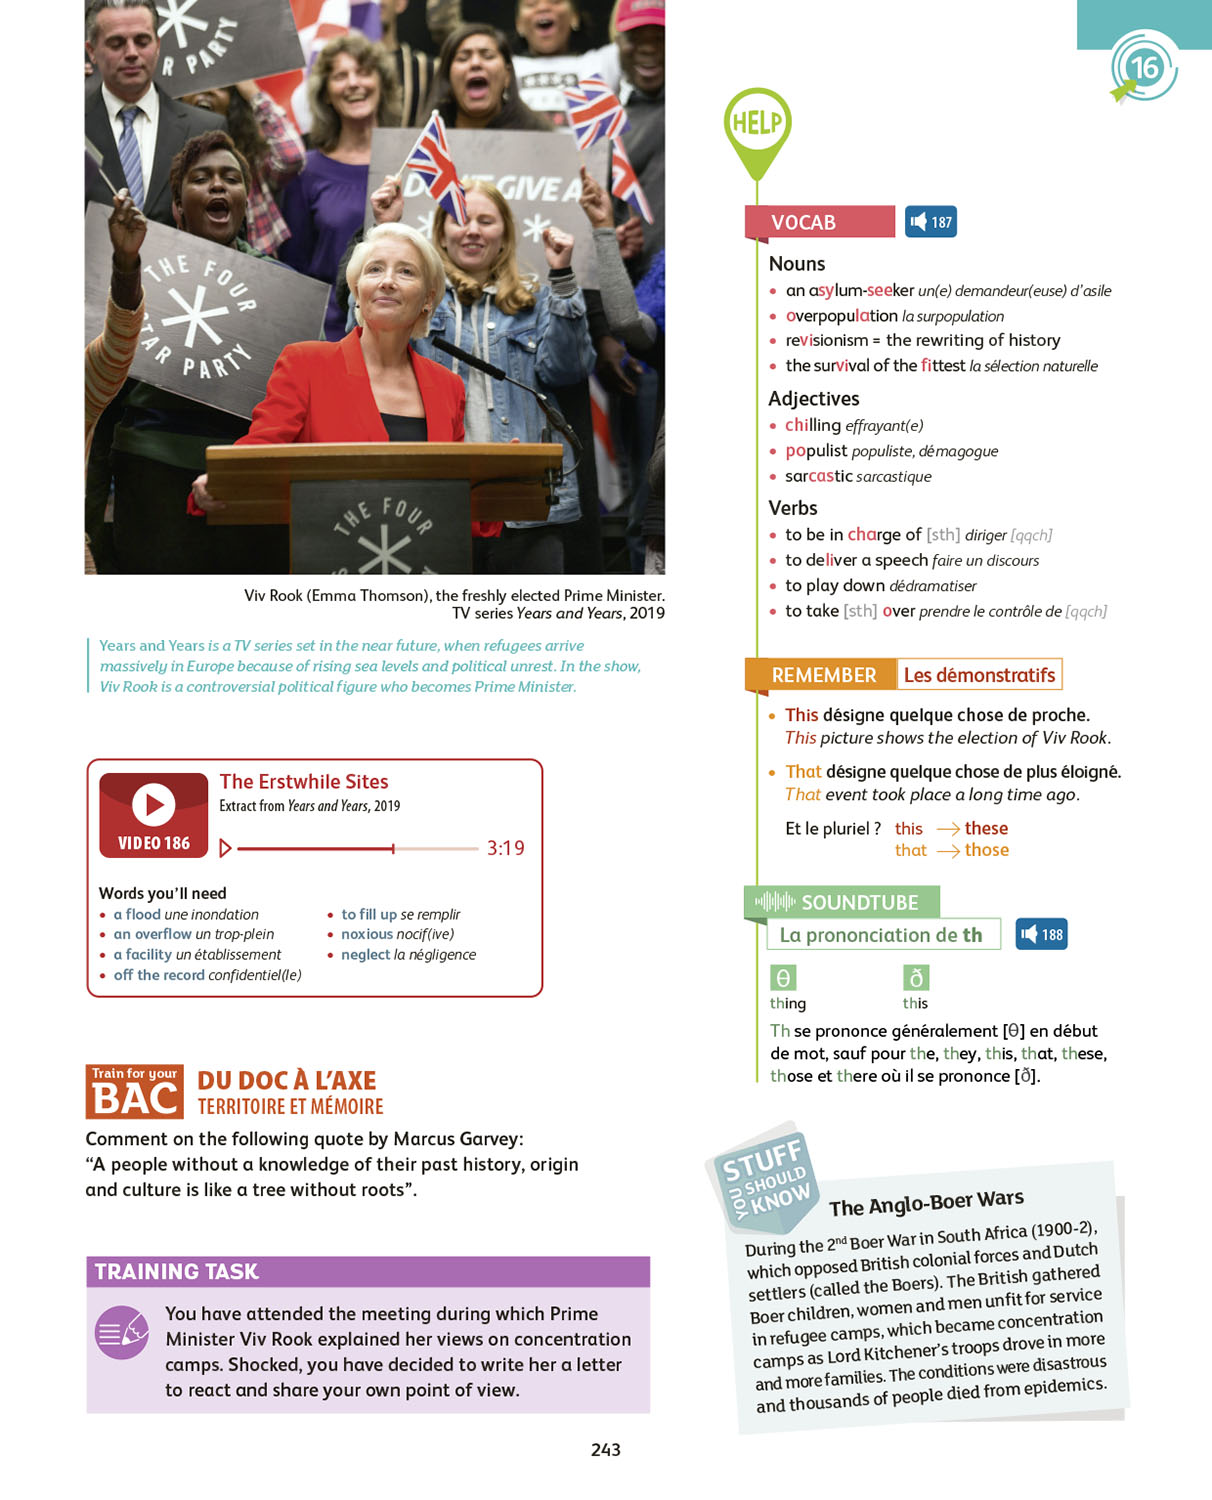 R PARTY
DON'T GIVE A
THE FOUR
STAR PARTY
THE FOUR
Viv Rook (Emma Thomson), the freshly elected Prime Minister.
TV series Years and Years, 2019
Years and Years is a TV series set in the near future, when refugees arrive
massively in Europe because of rising sea levels and political unrest. In the show,
Viv Rook is a controversial political figure who becomes Prime Minister.
VIDEO 186
The Erstwhile Sites
Extract from Years and Years, 2019
3:19
Words you'll need
• a flood une inondation
• an overflow un trop-plein
• a facility un établissement
• off the record confidentiel(le)
• to fill up se remplir
• noxious nocif(ive)
• neglect la négligence
Train for your
BAC
DU DOC À L'AXE
TERRITOIRE ET MÉMOIRE
Comment on the following quote by Marcus Garvey:
“A people without a knowledge of their past history, origin
and culture is like a tree without roots”.
TRAINING TASK
You have attended the meeting during which Prime
Minister Viv Rook explained her views on concentration
camps. Shocked, you have decided to write her a letter
to react and share your own point of view.
16
HELP
VOCAB
187
Nouns
• an asylum-seeker un(e) demandeur(euse) d'asile
• overpopulation la surpopulation
• revisionism = the rewriting of history
• the survival of the fittest la sélection naturelle
Adjectives
• chilling effrayant(e)
• populist populiste, démagogue
• sarcastic sarcastique
Verbs
• to be in charge of [sth] diriger [qqch]
• to deliver a speech faire un discours
• to play down dédramatiser
• to take [sth] over prendre le contrôle de [qqch]
REMEMBER Les démonstratifs
• This désigne quelque chose de proche.
This picture shows the election of Viv Rook.
• That désigne quelque chose de plus éloigné.
That event took place a long time ago.
Et le pluriel ? this → these
that → those
SOUNDTUBE
La prononciation de th
188
θ ð
thing this
Th se prononce généralement [θ] en début
de mot, sauf pour the, they, this, that, these,
those et there où il se prononce [ð].
STUFF
YOU SHOULD
KNOW
The Anglo-Boer Wars
During the 2nd Boer War in South Africa (1900-2),
which opposed British colonial forces and Dutch
settlers (called the Boers). The British gathered
Boer children, women and men unfit for service
in refugee camps, which became concentration
camps as Lord Kitchener's troops drove in more
and more families. The conditions were disastrous
and thousands of people died from epidemics.
243